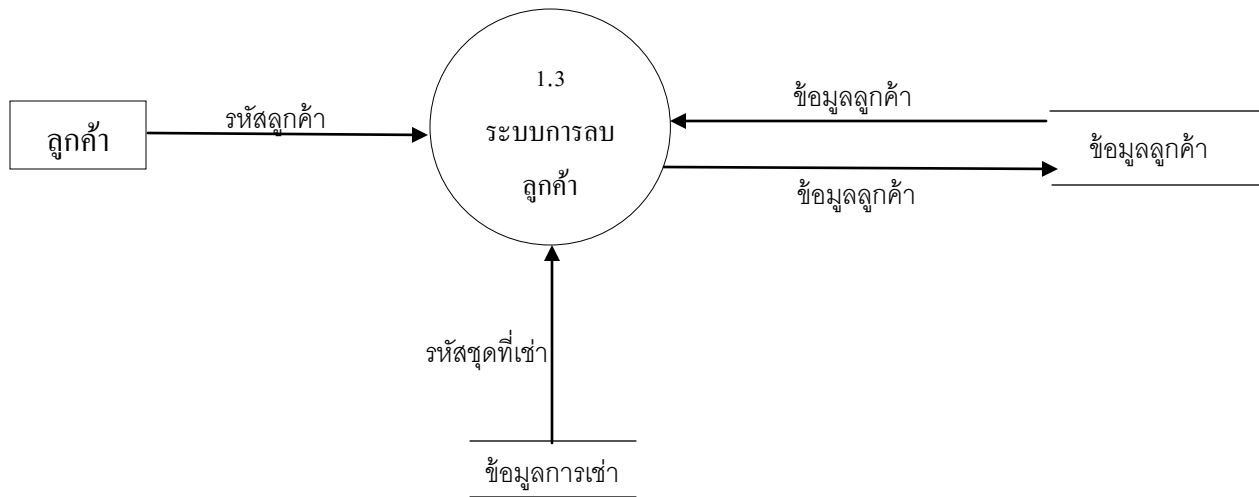 ลูกค้า
รหัสลูกค้า
1.3
ระบบการลบ
ลูกค้า
ข้อมูลลูกค้า
ข้อมูลลูกค้า
ข้อมูลลูกค้า
รหัสชุดที่เช่า
ข้อมูลการเช่า